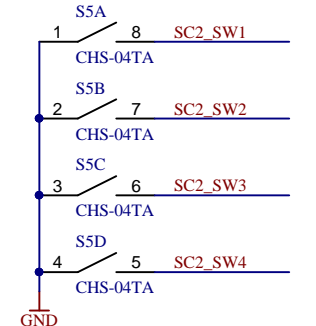 S5A
1 8 SC2_SW1
CHS-04TA
S5B
2 7 SC2_SW2
CHS-04TA
S5C
3 6 SC2_SW3
CHS-04TA
S5D
4 5 SC2_SW4
CHS-04TA
GND